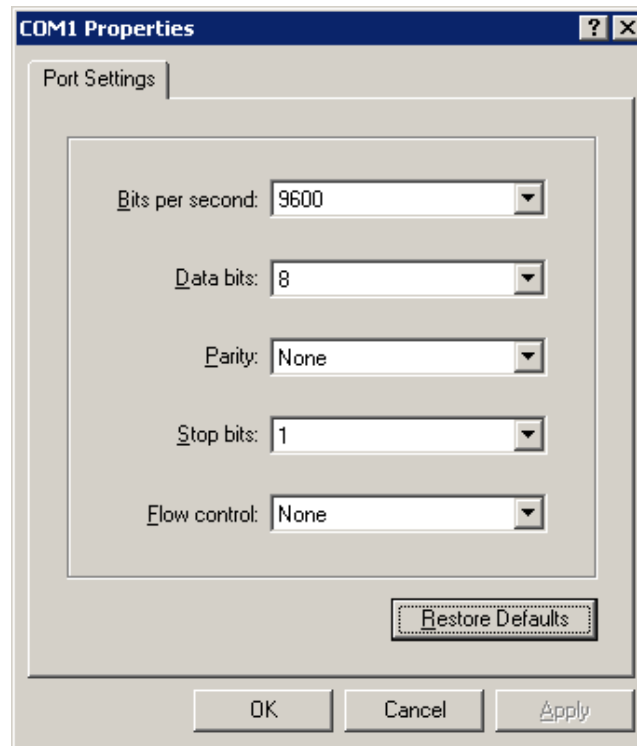 COM1 Properties
?
Port Settings
Bits per second: 9600
Data bits: 8
Parity: None
Stop bits: 1
Flow control: None
Restore Defaults
OK Cancel Apply